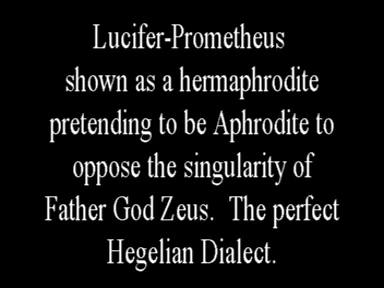 Lucifer-Prometheus
shown as a hermaphrodite
pretending to be Aphrodite to
oppose the singularity of
Father God Zeus.  The perfect
Hegelian Dialect.